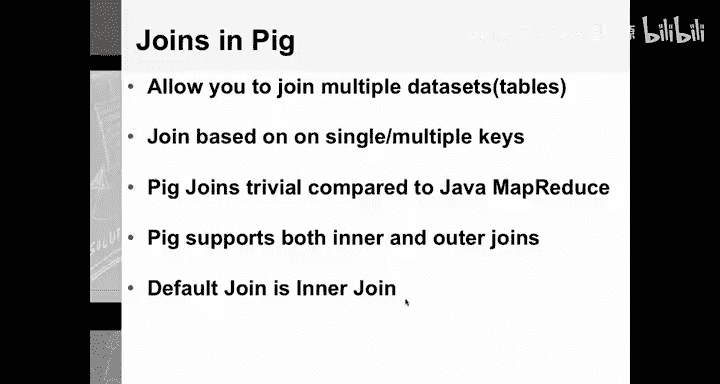 Joins in Pig
bilibili
• Allow you to join multiple datasets(tables)
• Join based on on single/multiple keys
• Pig Joins trivial compared to Java MapReduce
• Pig supports both inner and outer joins
• Default Join is Inner Join